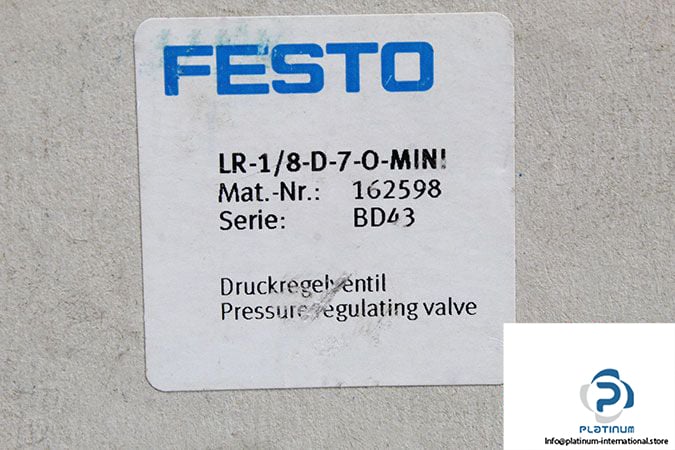 FESTO
LR-1/8-D-7-O-MINI
Mat.-Nr.: 162598
Serie: BD43
Druckregelventil
Pressure regulating valve
PLATINUM
Info@platinum-international.store